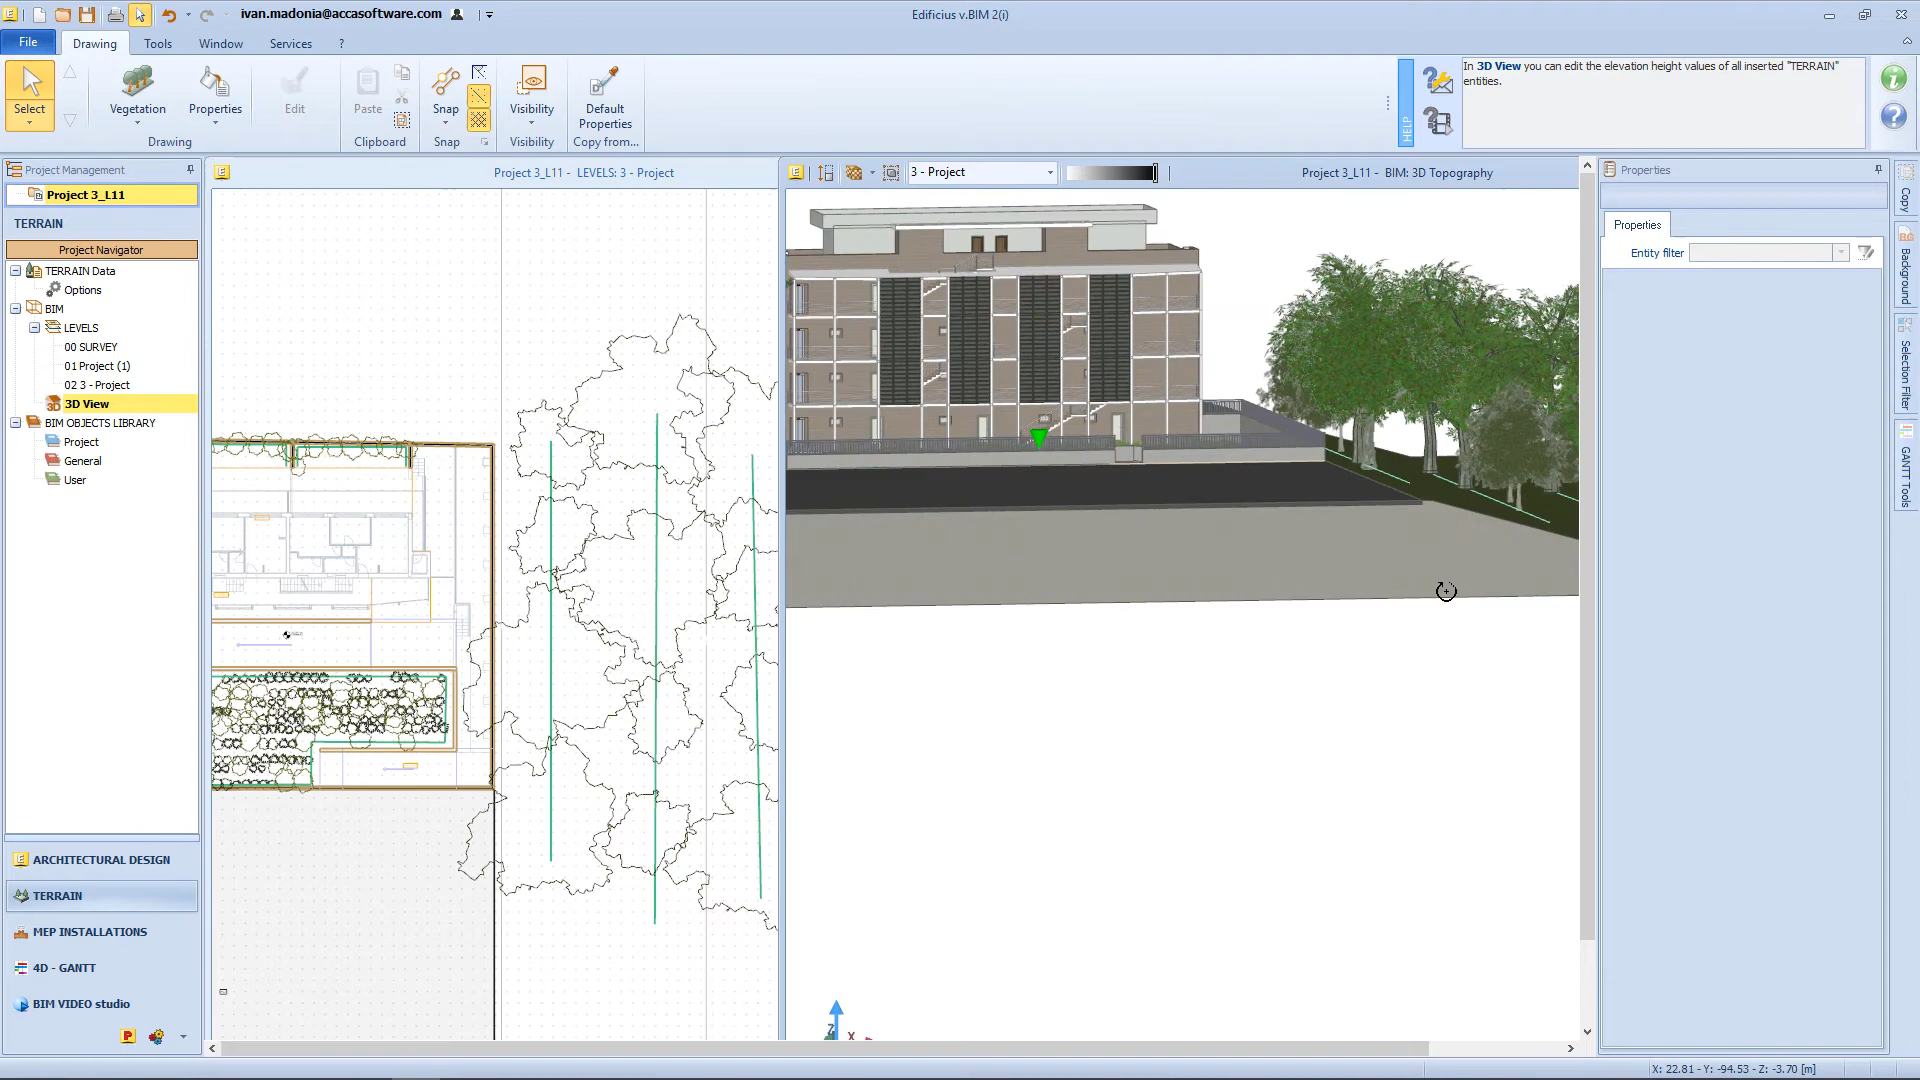 ivan.madonia@accasoftware.com
Edificius v.BIM 2(i)
File
Drawing
Tools
Window
Services
?
Select
Vegetation
Properties
Edit
Paste
Snap
Visibility
Default
Properties
Drawing
Clipboard
Snap
Visibility
Copy from...
HELP
In 3D View you can edit the elevation height values of all inserted "TERRAIN"
entities.
Project Management
Project 3_L11
TERRAIN
Project Navigator
TERRAIN Data
Options
BIM
LEVELS
00 SURVEY
01 Project (1)
02 3 - Project
3D View
BIM OBJECTS LIBRARY
Project
General
User
ARCHITECTURAL DESIGN
TERRAIN
MEP INSTALLATIONS
4D - GANTT
BIM VIDEO studio
Project 3_L11 - LEVELS: 3 - Project
3 - Project
Project 3_L11 - BIM: 3D Topography
Z
X
Properties
Properties
Entity filter
Copy
Background
Selection Filter
GANTT Tools
X: 22.81 - Y: -94.53 - Z: -3.70 [m]